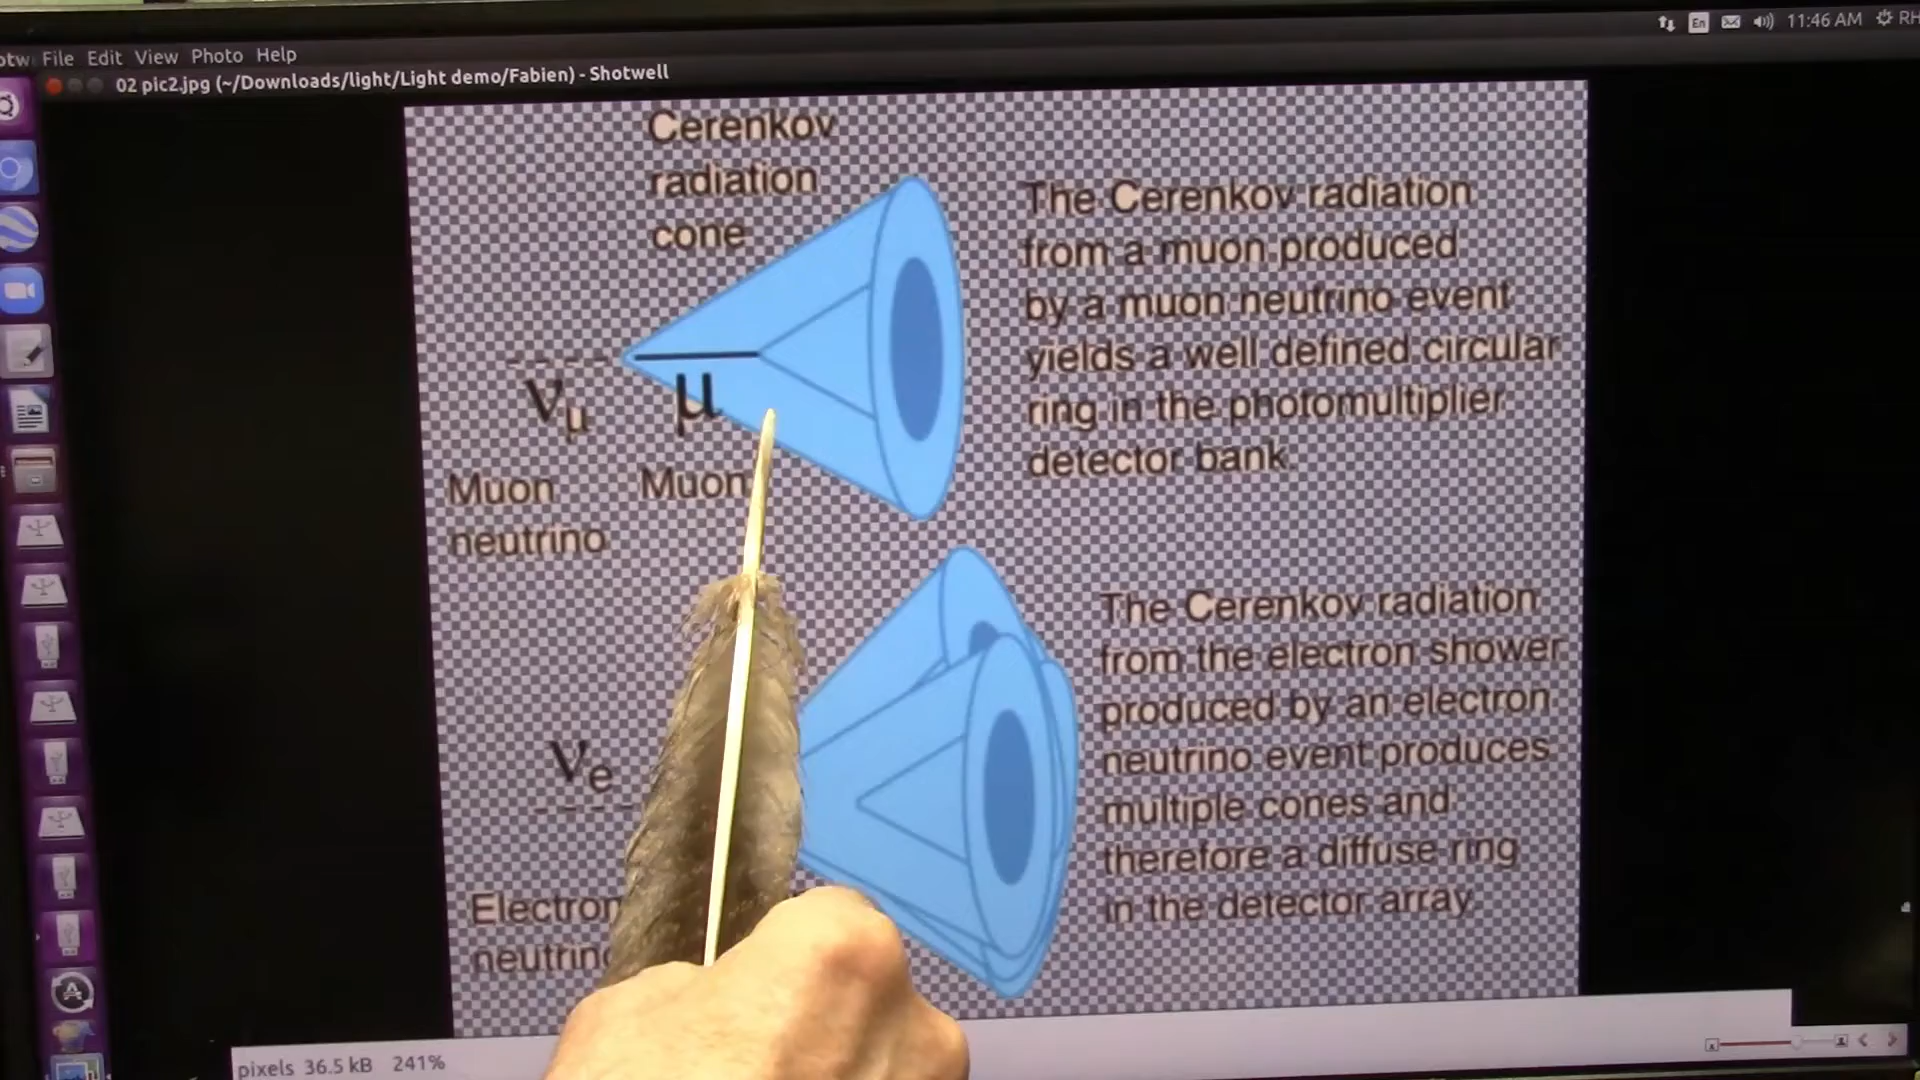 11:46 AM
File Edit View Photo Help
02 pic2.jpg (~/Downloads/light/Light demo/Fabien) - Shotwell
Cerenkov
radiation
cone
The Cerenkov radiation
from a muon produced
by a muon neutrino event
yields a well defined circular
ring in the photomultiplier
detector bank.
νμ
μ
Muon
neutrino
Muon
The Cerenkov radiation
from the electron shower
produced by an electron
neutrino event produces
multiple cones and
therefore a diffuse ring
in the detector array
νe
Electron
neutrino
pixels 36.5 kB 241%